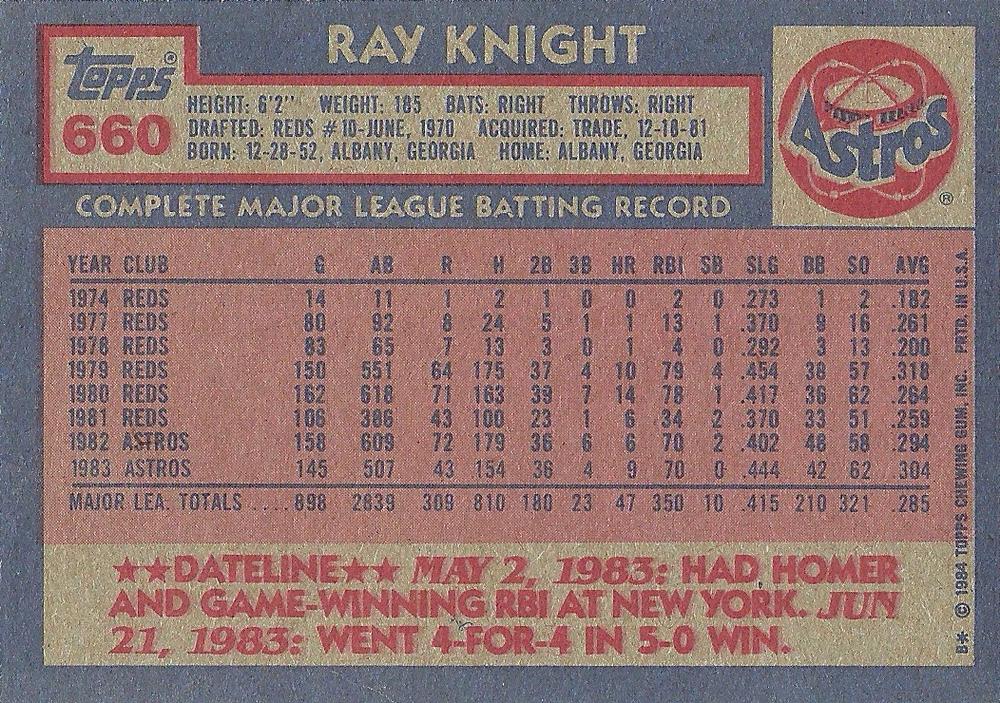 RAY KNIGHT
topps®
660
HEIGHT: 6'2" WEIGHT: 185 BATS: RIGHT THROWS: RIGHT
DRAFTED: REDS #10-JUNE, 1970 ACQUIRED: TRADE, 12-18-81
BORN: 12-28-52, ALBANY, GEORGIA HOME: ALBANY, GEORGIA
Astros
®
COMPLETE MAJOR LEAGUE BATTING RECORD
YEAR CLUB G AB R H 2B 3B HR RBI SB SLG BB SO AVG
1974 REDS 14 11 1 2 1 0 0 2 0 .273 1 2 .182
1977 REDS 80 92 8 24 5 1 1 13 1 .370 9 16 .261
1978 REDS 83 65 7 13 3 0 1 4 0 .292 3 13 .200
1979 REDS 150 551 64 175 37 4 10 79 4 .454 38 57 .318
1980 REDS 162 618 71 163 39 7 14 78 1 .417 36 62 .264
1981 REDS 106 386 43 100 23 1 6 34 2 .370 33 51 .259
1982 ASTROS 158 609 72 179 36 6 6 70 2 .402 48 58 .294
1983 ASTROS 145 507 43 154 36 4 9 70 0 .444 42 62 .304
MAJOR LEA. TOTALS ....898 2839 309 810 180 23 47 350 10 .415 210 321 .285
★★DATELINE★★ MAY 2, 1983: HAD HOMER
AND GAME-WINNING RBI AT NEW YORK. JUN
21, 1983: WENT 4-FOR-4 IN 5-0 WIN.
B* © 1984 TOPPS CHEWING GUM, INC. PRTD. IN U.S.A.